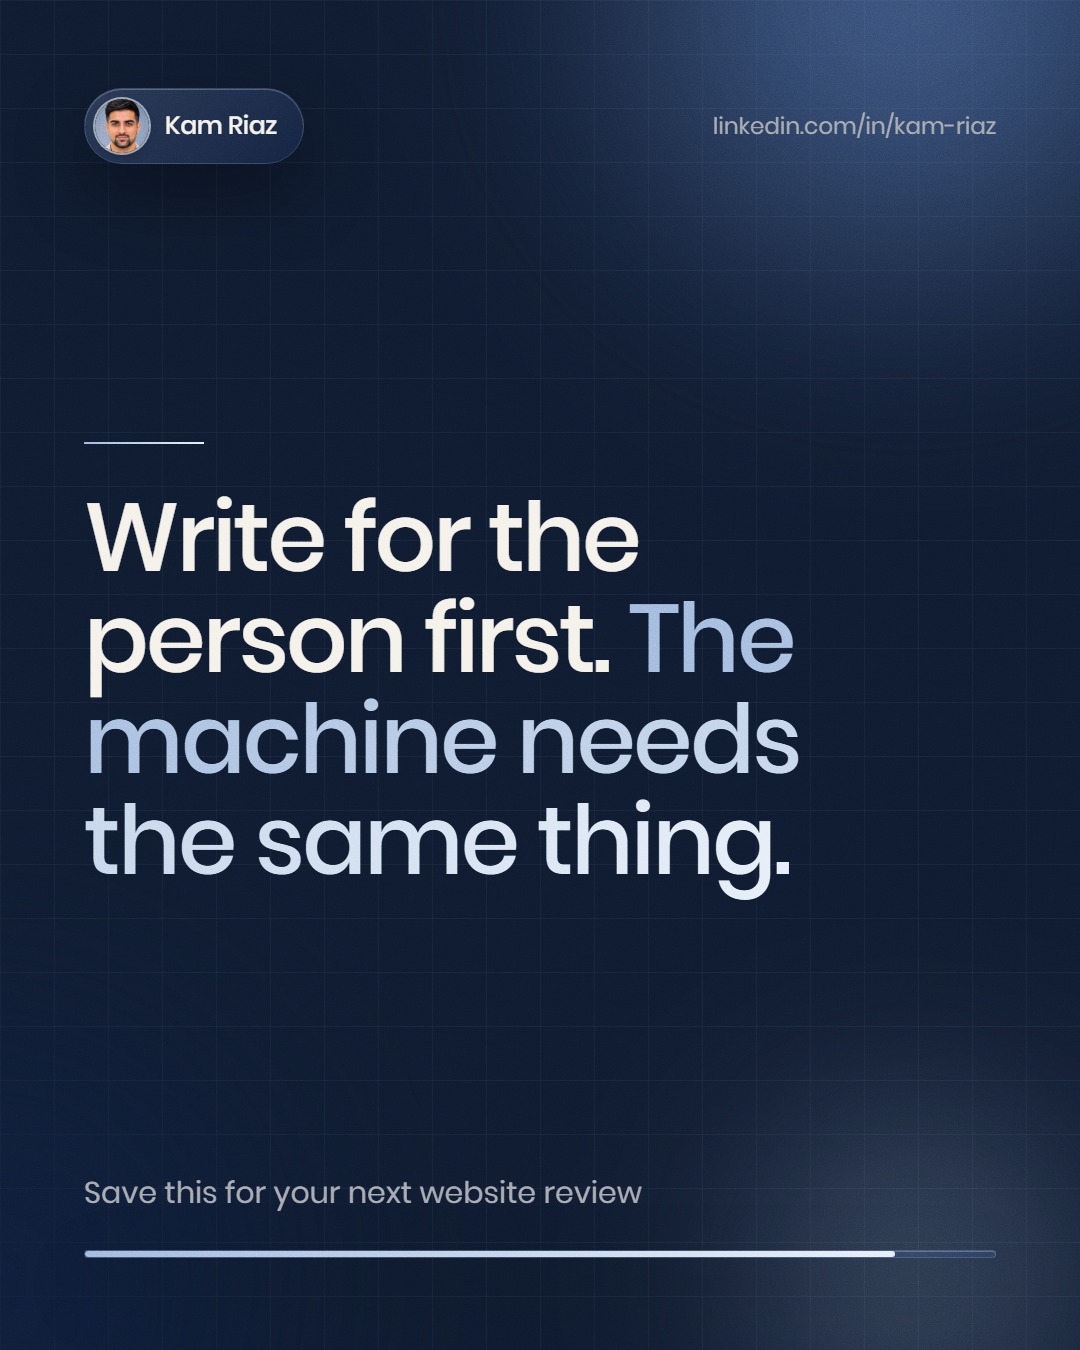 Kam Riaz
linkedin.com/in/kam-riaz
Write for the
person first. The
machine needs
the same thing.
Save this for your next website review